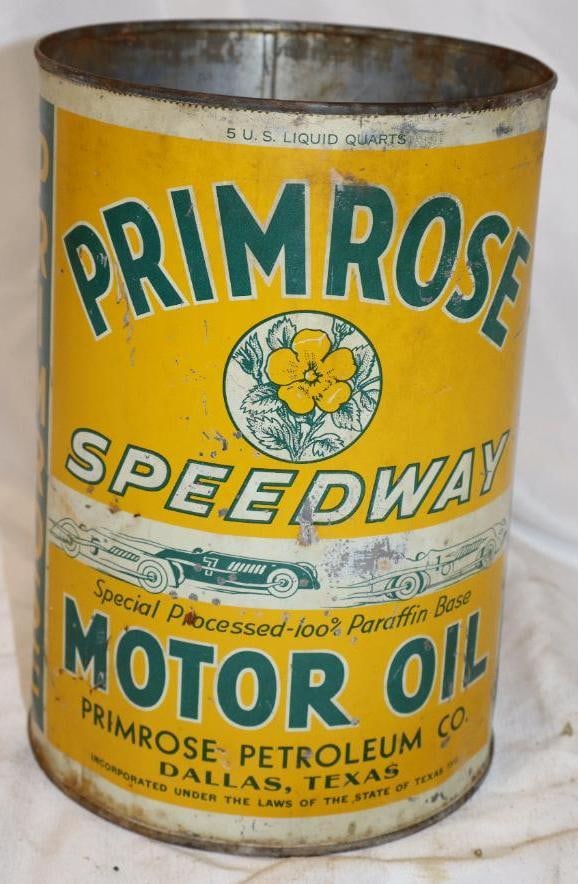 5 U.S. LIQUID QUARTS
PRIMROSE
SPEEDWAY
Special Processed-100% Paraffin Base
MOTOR OIL
PRIMROSE PETROLEUM CO.
DALLAS, TEXAS
INCORPORATED UNDER THE LAWS OF THE STATE OF TEXAS